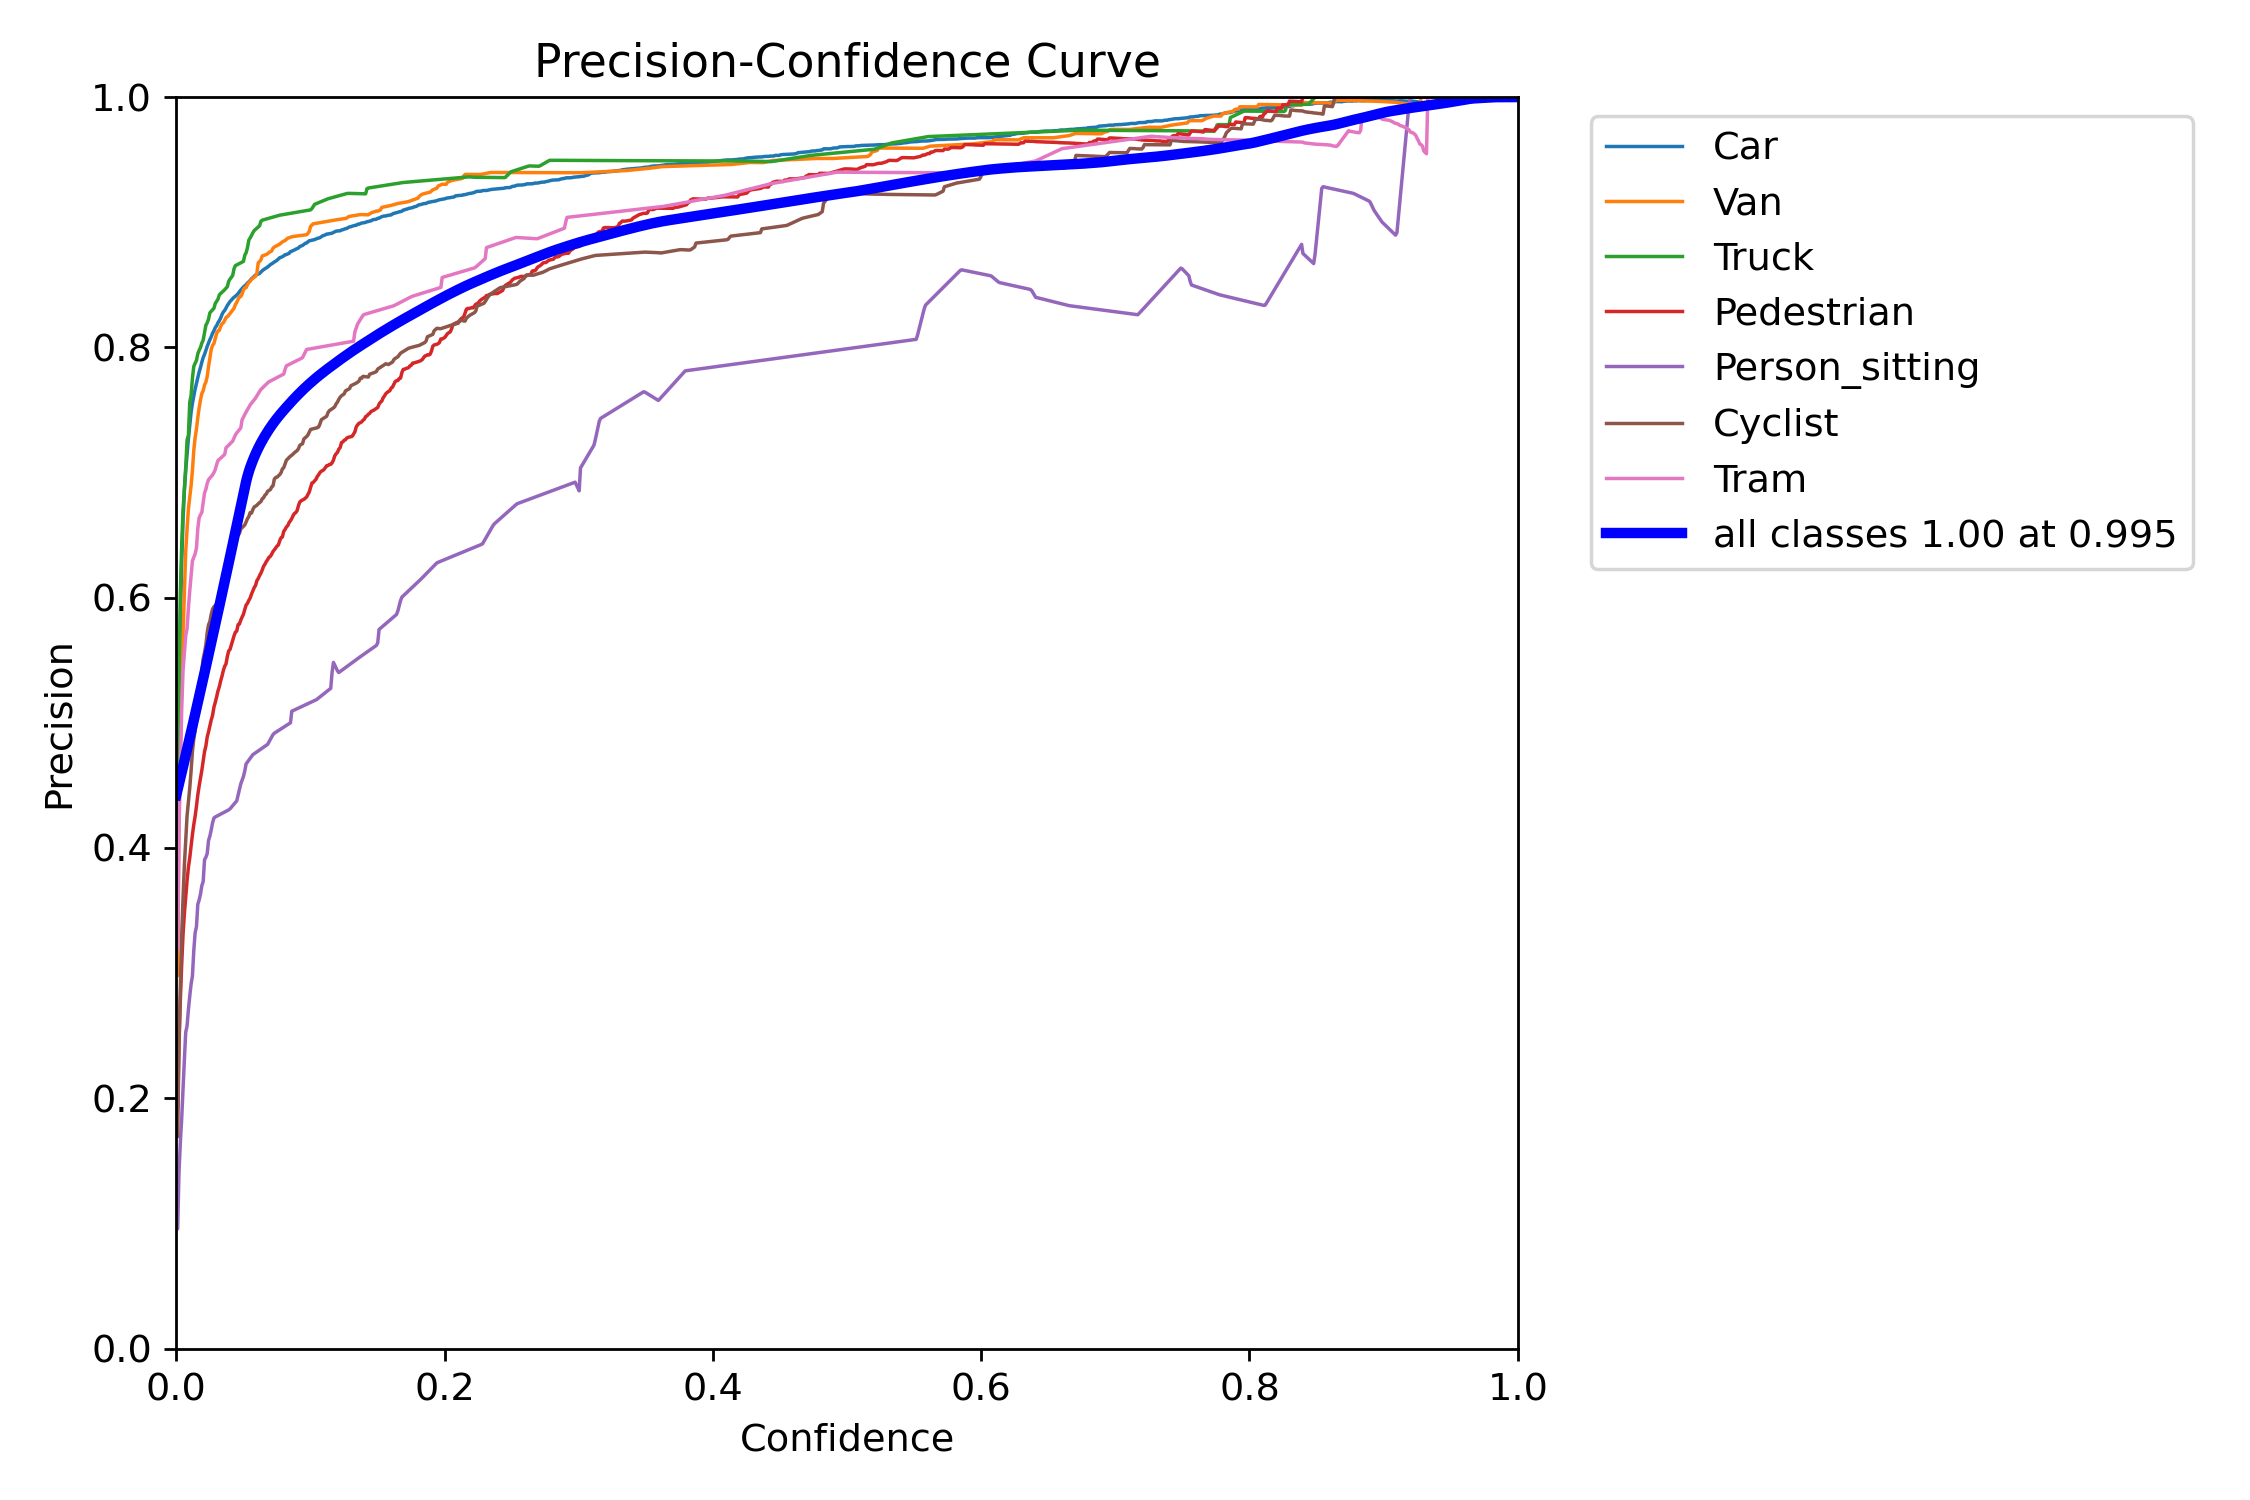 Precision-Confidence Curve
1.0
0.8
0.6
0.4
0.2
0.0
Precision
0.0 0.2 0.4 0.6 0.8 1.0
Confidence
Car
Van
Truck
Pedestrian
Person_sitting
Cyclist
Tram
all classes 1.00 at 0.995